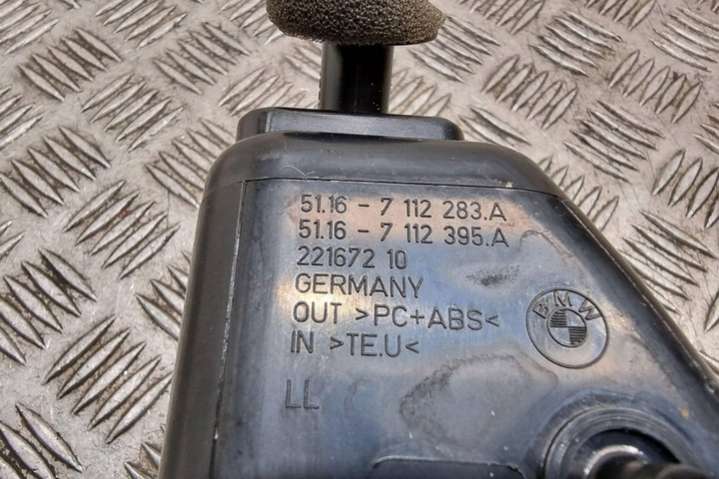 51.16 - 7 112 283.A
51.16 - 7 112 395.A
221672 10
GERMANY
OUT >PC+ABS<
IN >TE.U<
BMW
LL